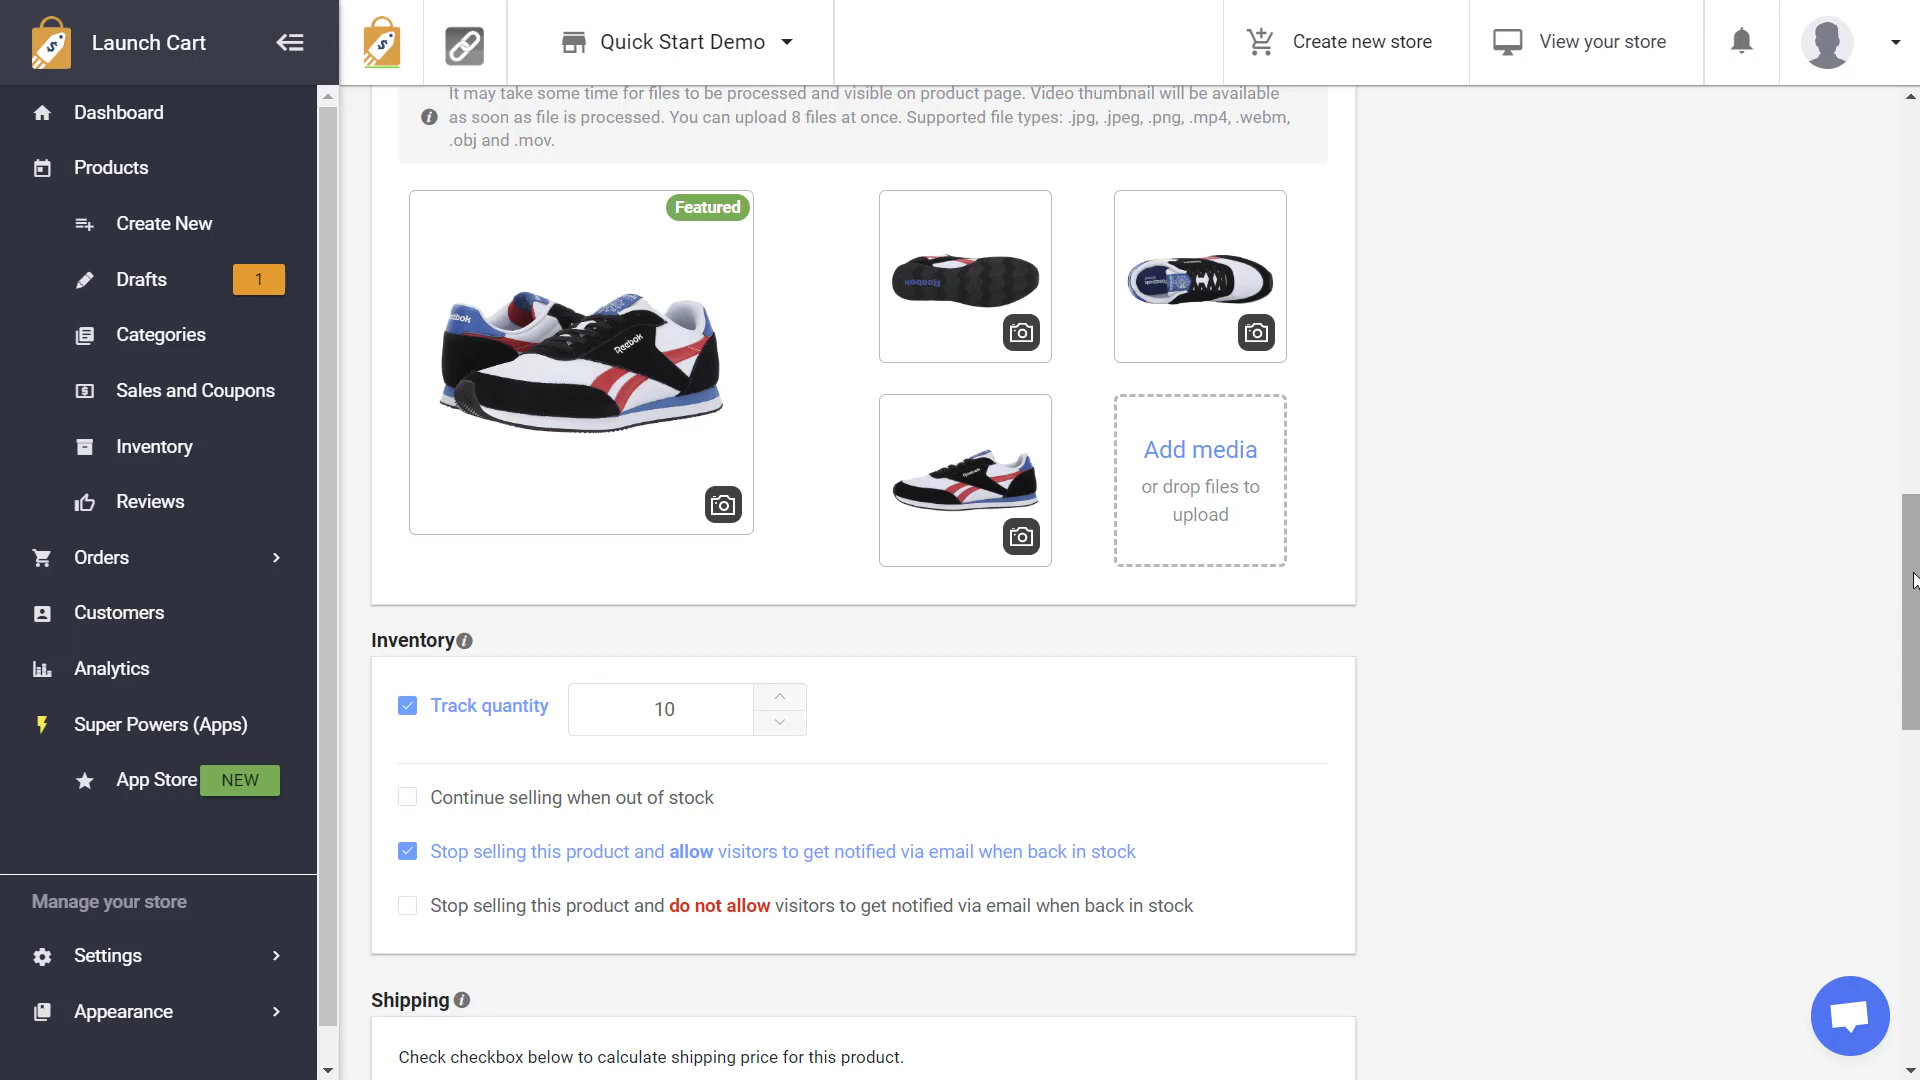 Launch Cart
Quick Start Demo
Create new store
View your store
Dashboard
Products
Create New
Drafts
1
Categories
Sales and Coupons
Inventory
Reviews
Orders
Customers
Analytics
Super Powers (Apps)
App Store
NEW
Manage your store
Settings
Appearance
It may take some time for files to be processed and visible on product page. Video thumbnail will be available
as soon as file is processed. You can upload 8 files at once. Supported file types: .jpg, .jpeg, .png, .mp4, .webm,
.obj and .mov.
Featured
Reebok
Add media
or drop files to
upload
Inventory
Track quantity
10
Continue selling when out of stock
Stop selling this product and allow visitors to get notified via email when back in stock
Stop selling this product and do not allow visitors to get notified via email when back in stock
Shipping
Check checkbox below to calculate shipping price for this product.